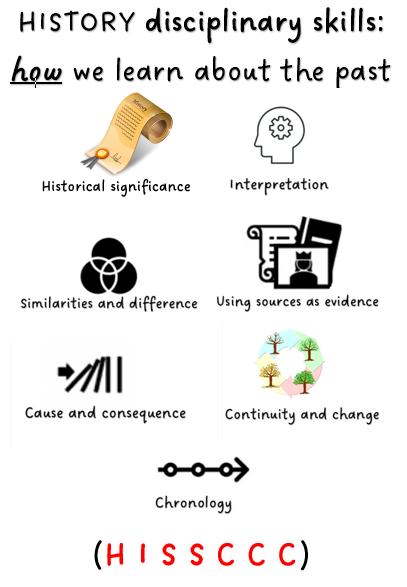 HISTORY disciplinary skills:
how we learn about the past
History
Historical significance
Interpretation
Similarities and difference
Using sources as evidence
Cause and consequence
Continuity and change
Chronology
(H I S S C C C)